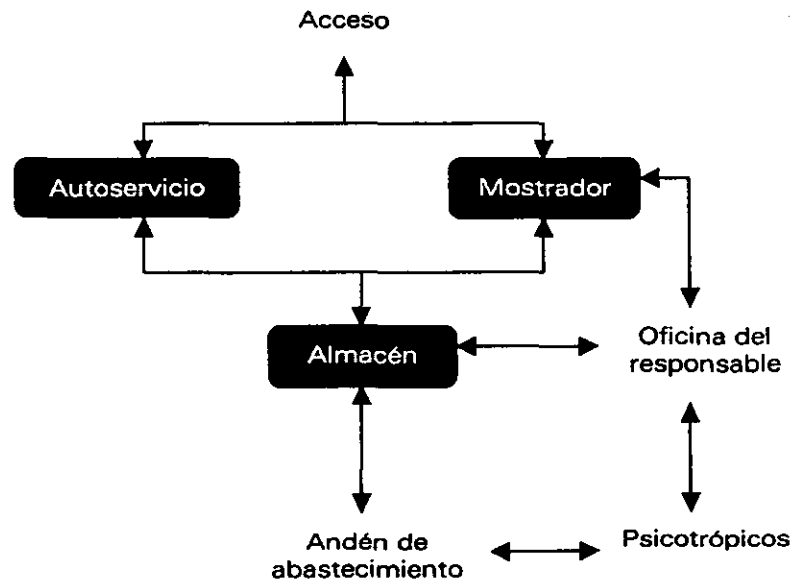 Acceso
Autoservicio
Mostrador
Almacén
Oficina del
responsable
Andén de
abastecimiento
Psicotrópicos